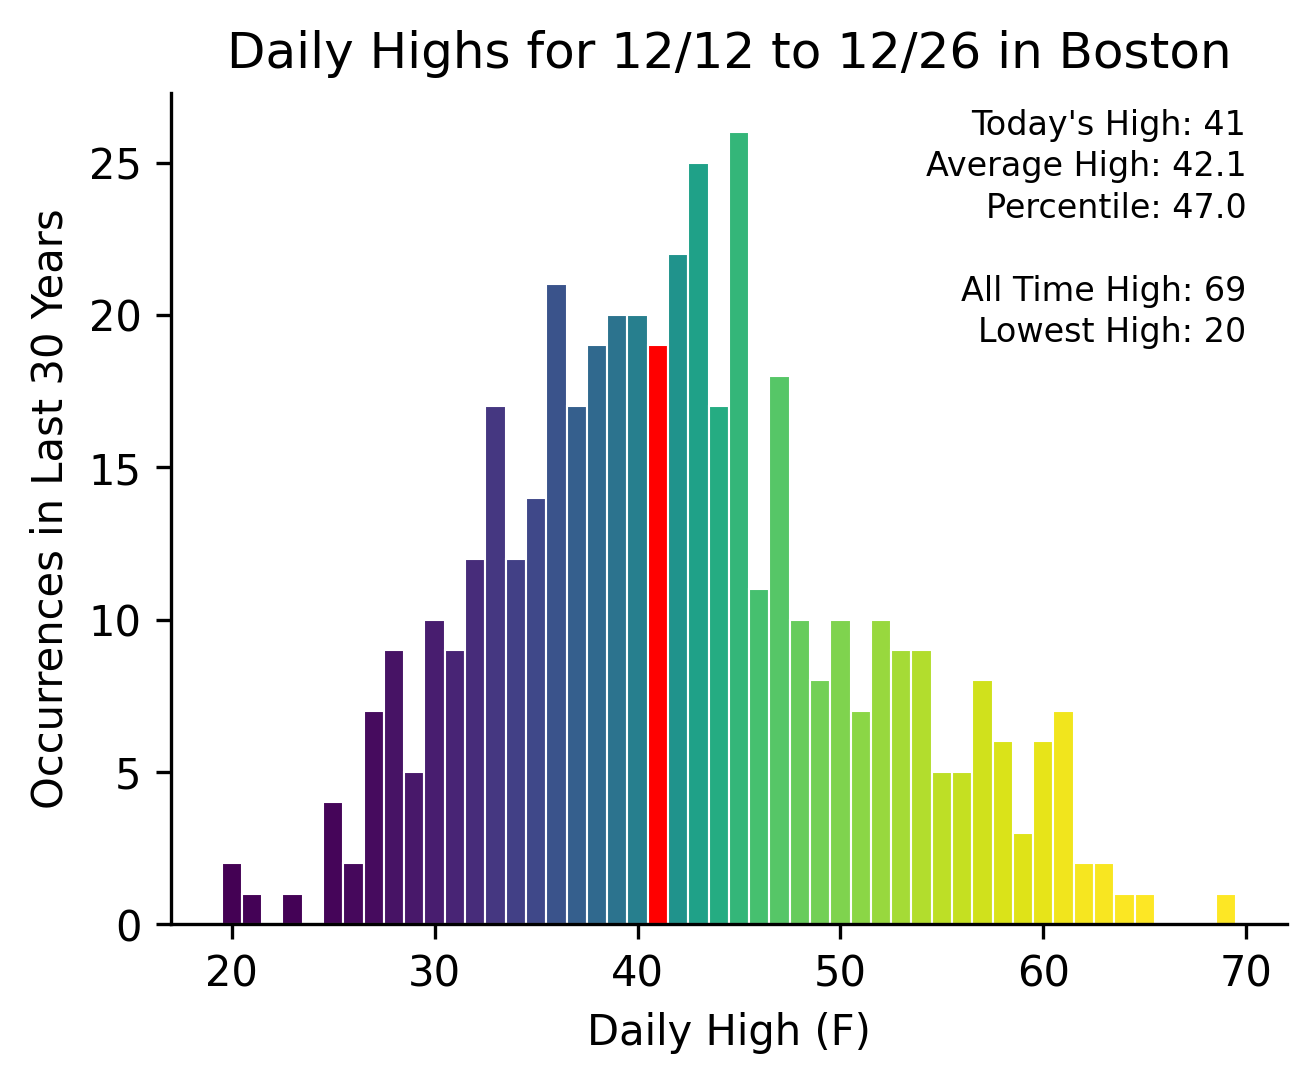 Daily Highs for 12/12 to 12/26 in Boston
Today's High: 41
Average High: 42.1
Percentile: 47.0
All Time High: 69
Lowest High: 20
Occurrences in Last 30 Years
25
20
15
10
5
0
20 30 40 50 60 70
Daily High (F)